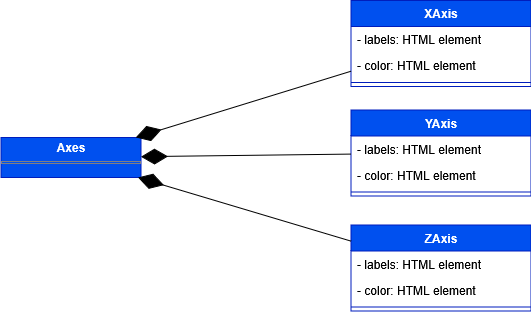 XAxis
- labels: HTML element
- color: HTML element
Axes
YAxis
- labels: HTML element
- color: HTML element
ZAxis
- labels: HTML element
- color: HTML element